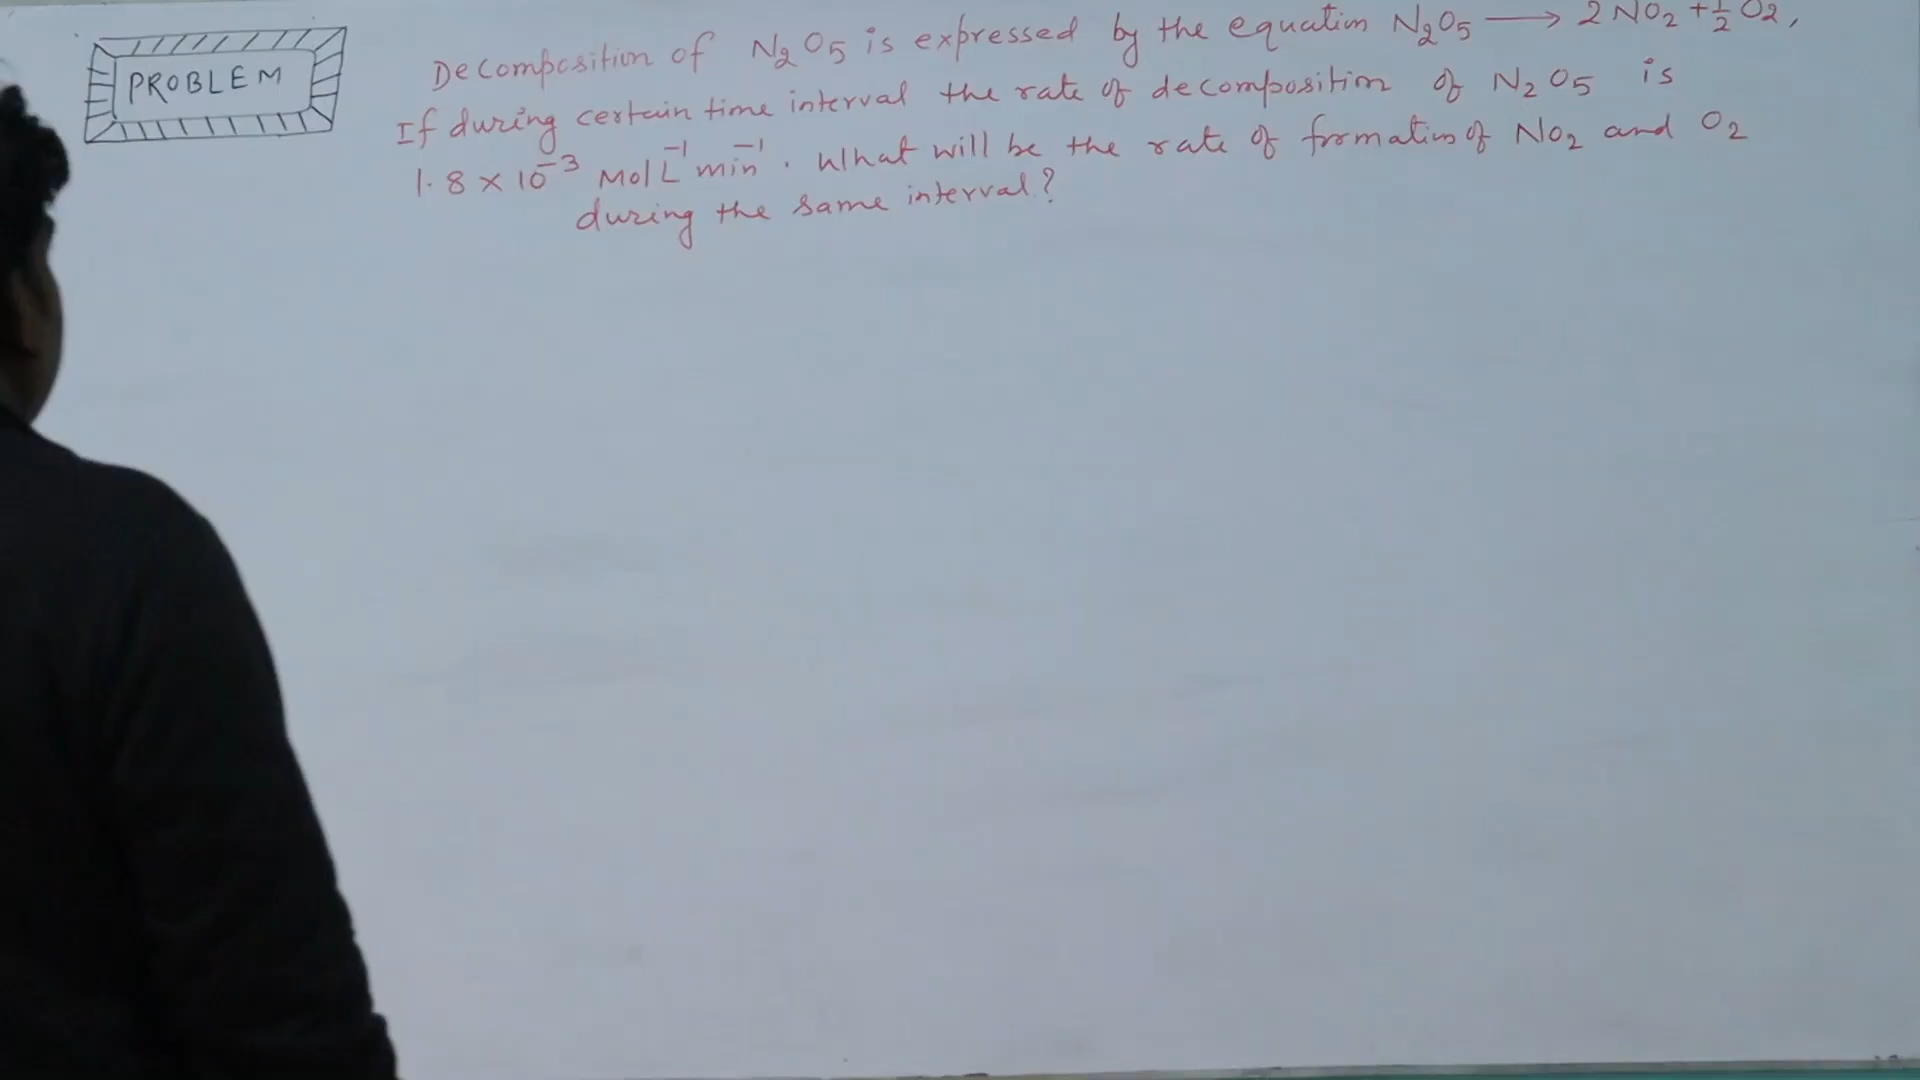 PROBLEM
Decomposition of N₂O₅ is expressed by the equation N₂O₅ ⟶ 2NO₂ + ½O₂,
If during certain time interval the rate of decomposition of N₂O₅ is
1.8 × 10⁻³ Mol L⁻¹ min⁻¹. What will be the rate of formation of NO₂ and O₂
during the same interval?